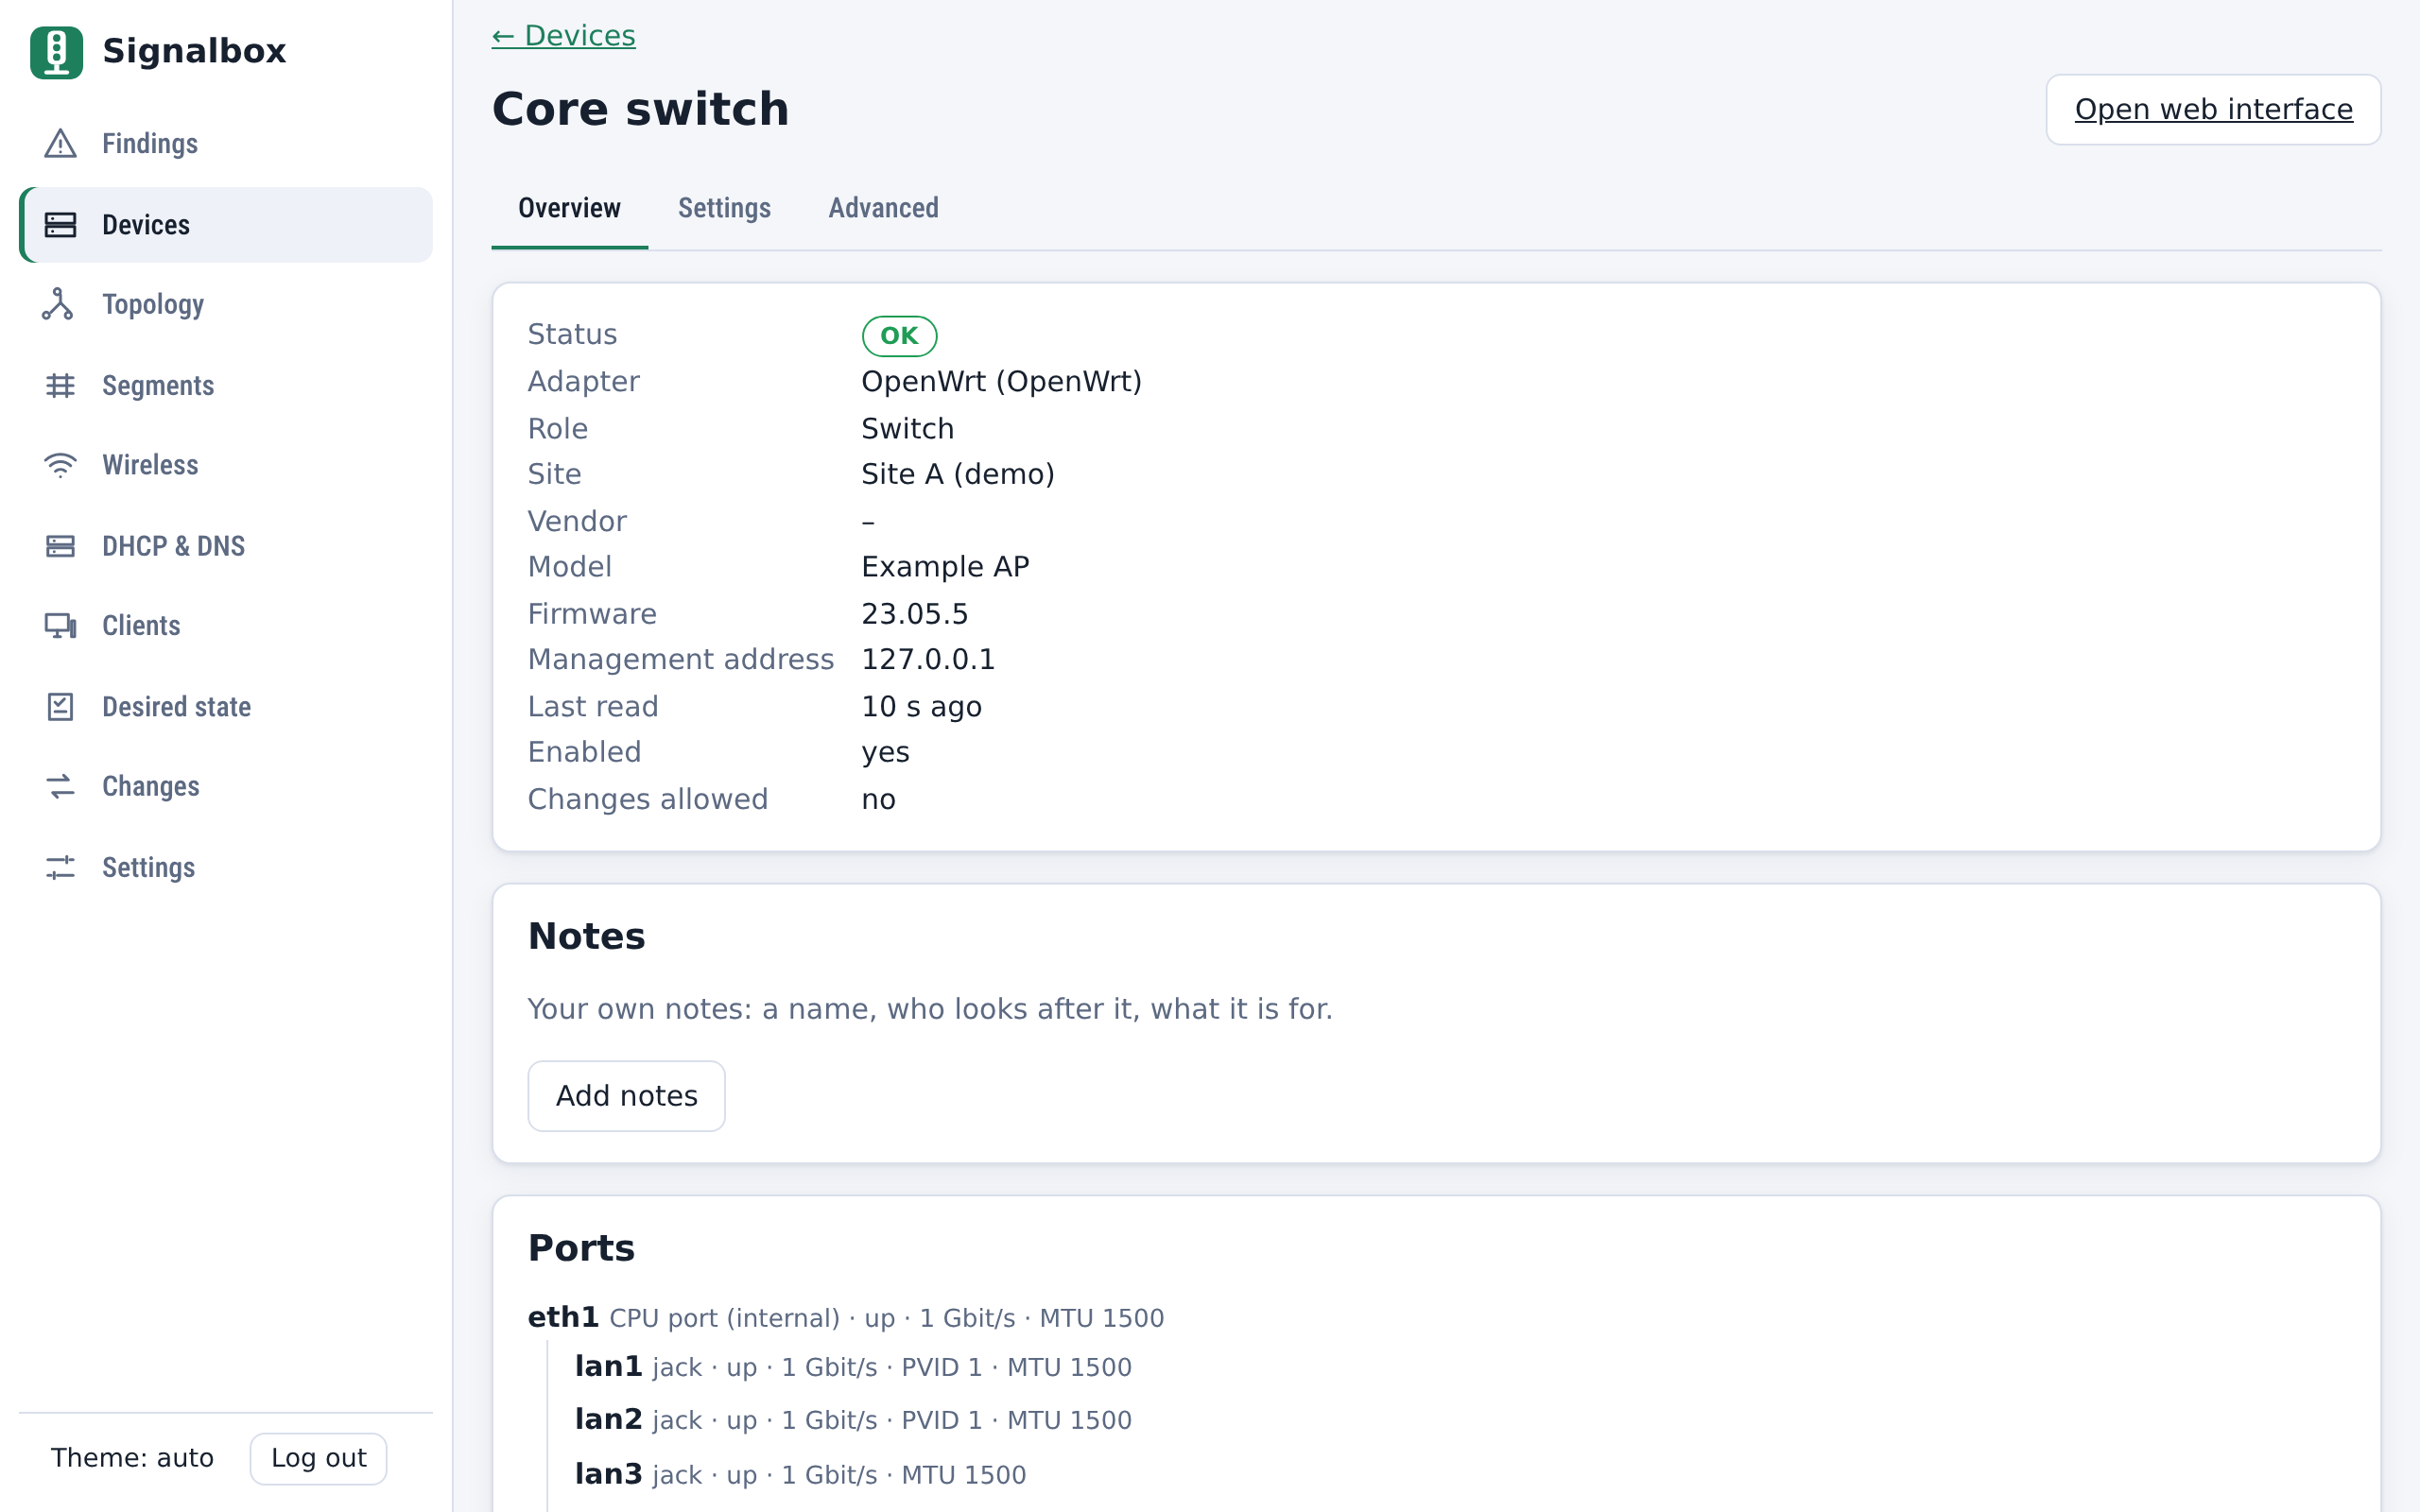 Signalbox
Findings
Devices
Topology
Segments
Wireless
DHCP & DNS
Clients
Desired state
Changes
Settings
Theme: auto
Log out
← Devices
Core switch
Open web interface
Overview Settings Advanced
Status OK
Adapter OpenWrt (OpenWrt)
Role Switch
Site Site A (demo)
Vendor –
Model Example AP
Firmware 23.05.5
Management address 127.0.0.1
Last read 10 s ago
Enabled yes
Changes allowed no
Notes
Your own notes: a name, who looks after it, what it is for.
Add notes
Ports
eth1 CPU port (internal) · up · 1 Gbit/s · MTU 1500
lan1 jack · up · 1 Gbit/s · PVID 1 · MTU 1500
lan2 jack · up · 1 Gbit/s · PVID 1 · MTU 1500
lan3 jack · up · 1 Gbit/s · MTU 1500